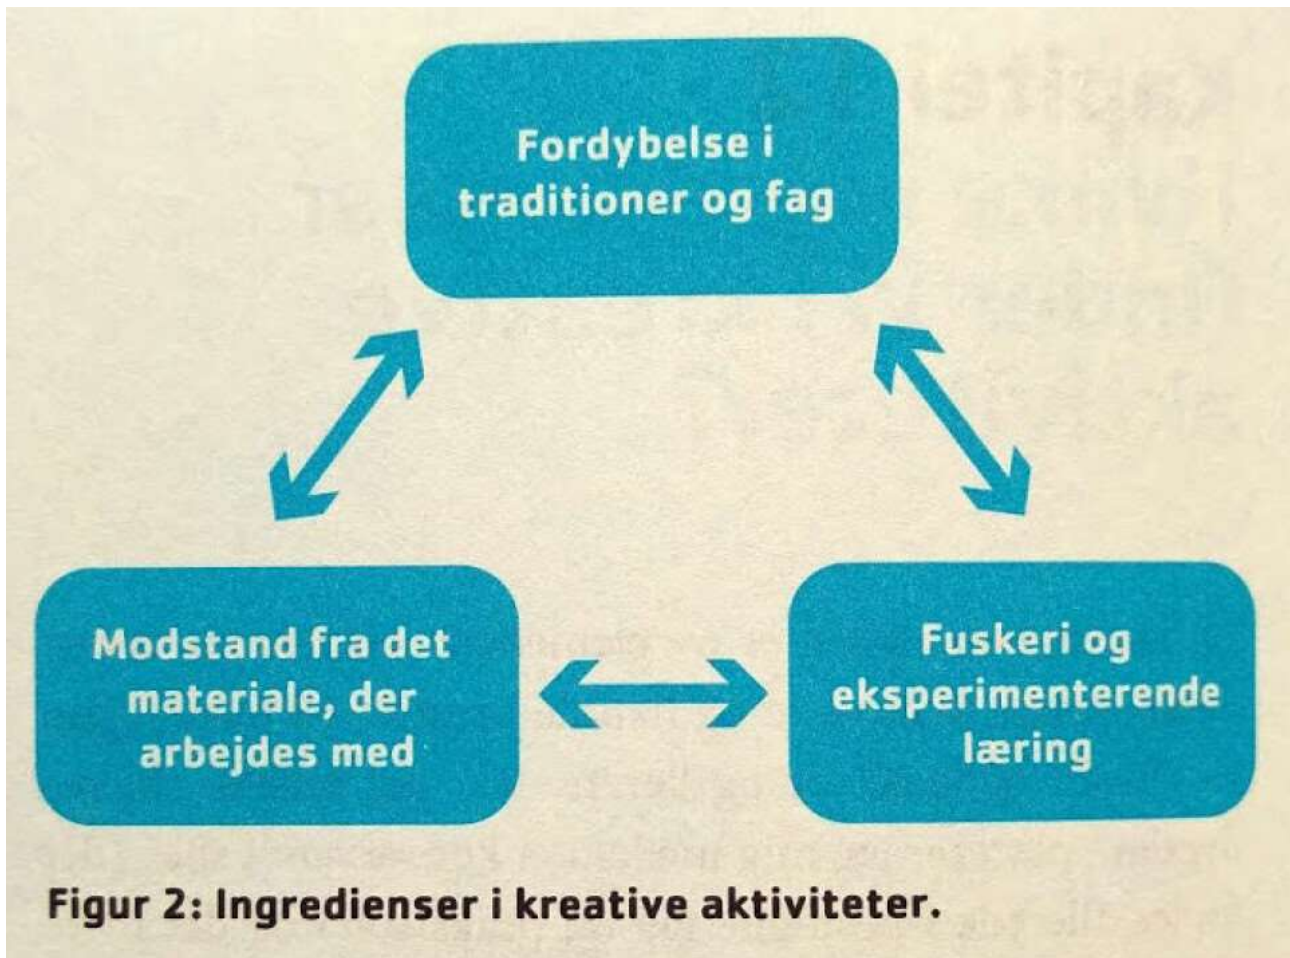 Fordybelse i
traditioner og fag
Modstand fra det
materiale, der
arbejdes med
Fuskeri og
eksperimenterende
læring
Figur 2: Ingredienser i kreative aktiviteter.